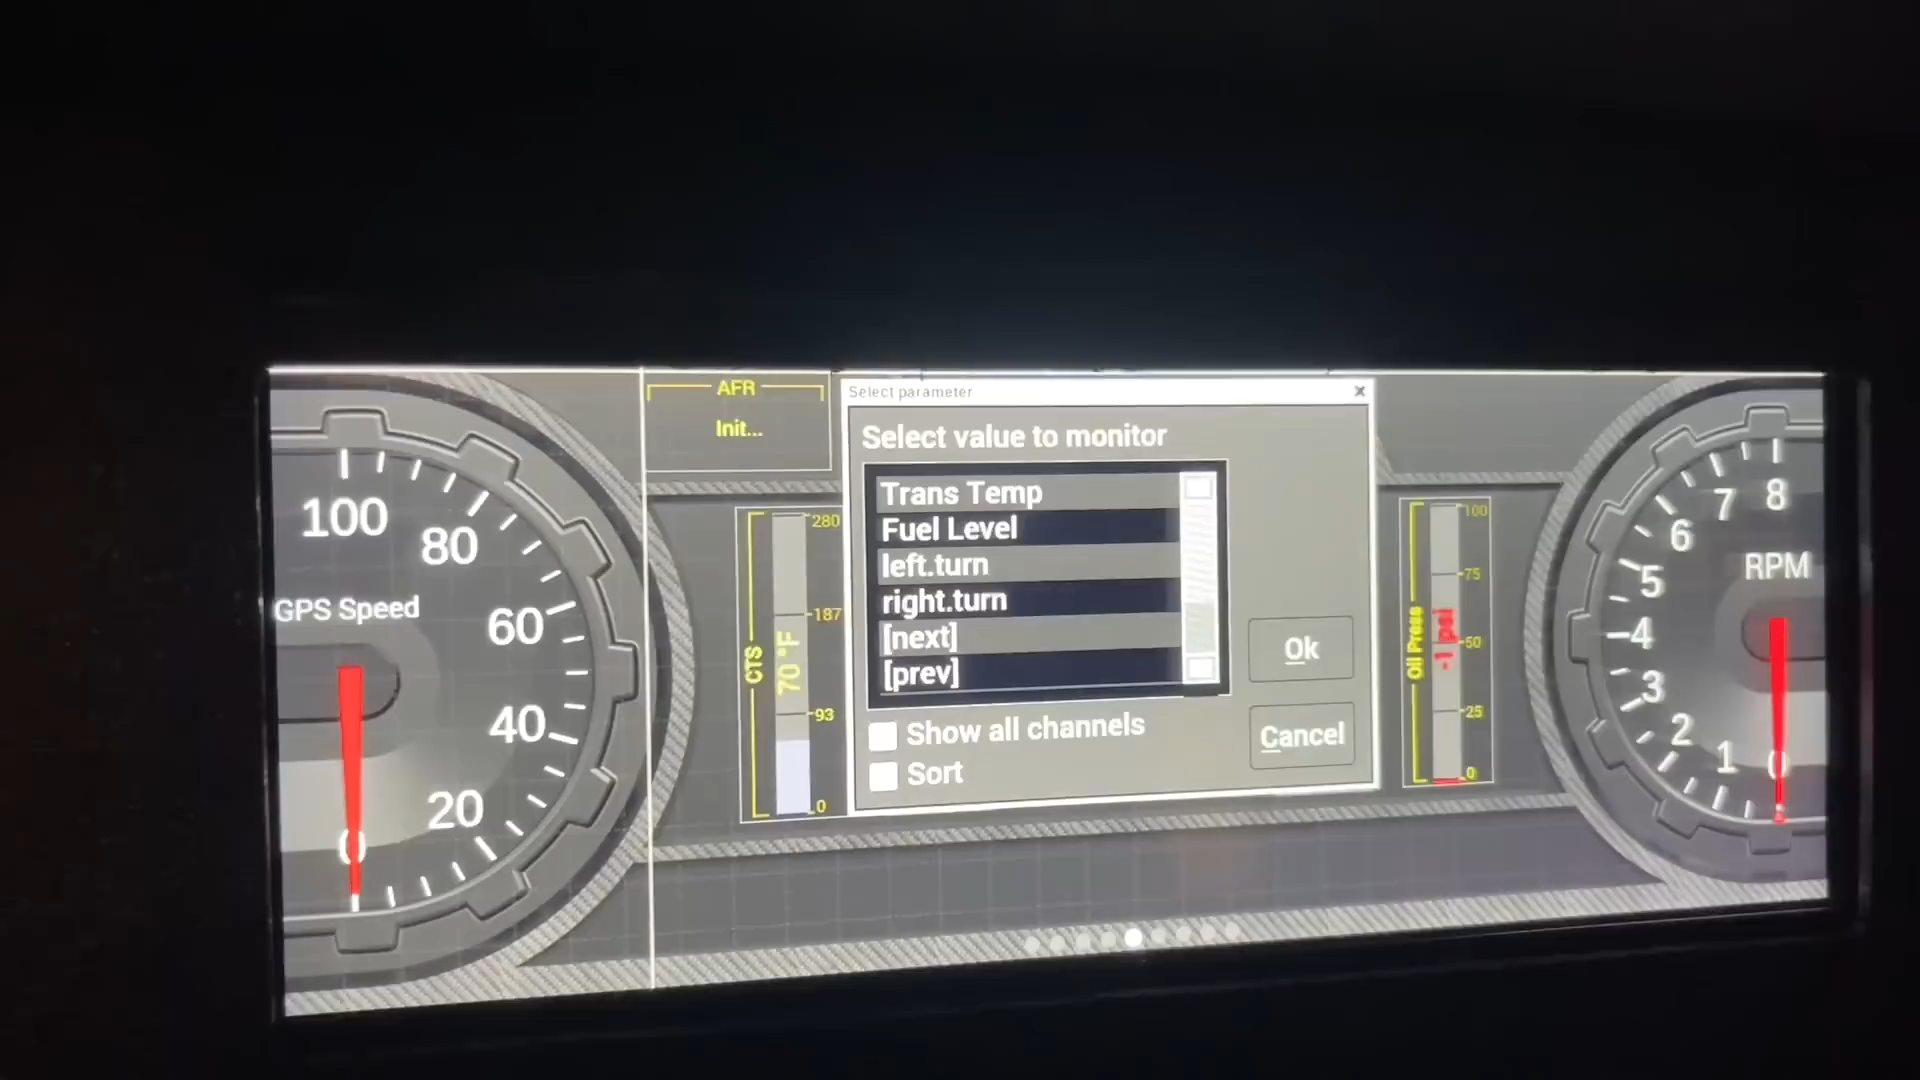 100
80
60
40
20
0
GPS Speed
AFR
Init...
CTS
70 °F
280
187
93
0
Select parameter
Select value to monitor
Trans Temp
Fuel Level
left.turn
right.turn
[next]
[prev]
Show all channels
Sort
Ok
Cancel
Oil Press
-1 psi
100
75
50
25
0
8
7
6
5
4
3
2
1
0
RPM